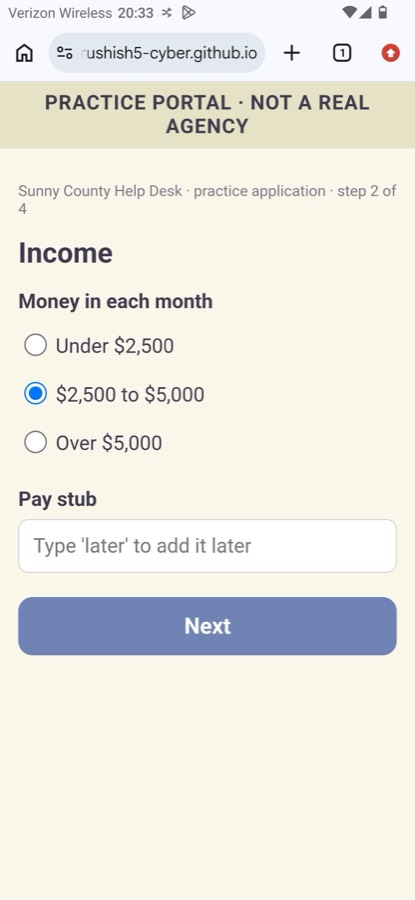 Verizon Wireless 20:33
rushish5-cyber.github.io
1
PRACTICE PORTAL · NOT A REAL
AGENCY
Sunny County Help Desk · practice application · step 2 of
4
Income
Money in each month
Under $2,500
$2,500 to $5,000
Over $5,000
Pay stub
Type 'later' to add it later
Next